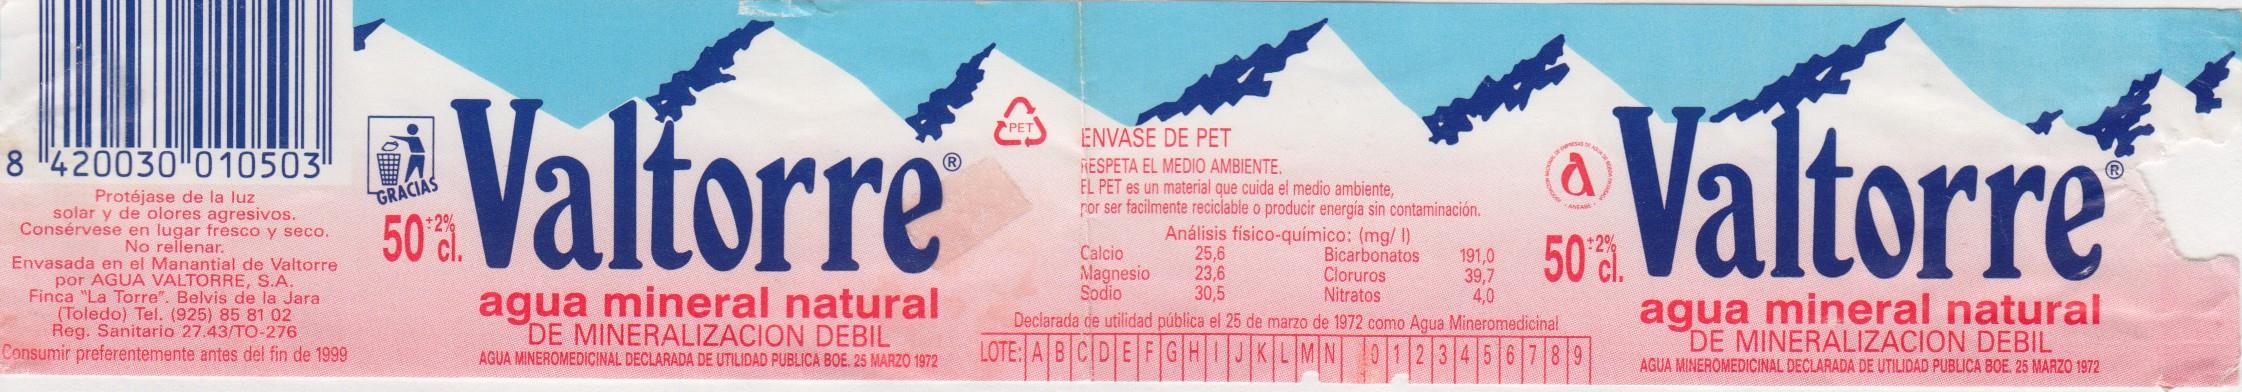 8 420030 010503
Protéjase de la luz
solar y de olores agresivos.
Consérvese en lugar fresco y seco.
No rellenar.
Envasada en el Manantial de Valtorre
por AGUA VALTORRE, S.A.
Finca "La Torre". Belvis de la Jara
(Toledo) Tel. (925) 85 81 02
Reg. Sanitario 27.43/TO-276
Consumir preferentemente antes del fin de 1999
GRACIAS
50 ±2% cl.
Valtorre®
agua mineral natural
DE MINERALIZACION DEBIL
AGUA MINEROMEDICINAL DECLARADA DE UTILIDAD PUBLICA BOE. 25 MARZO 1972
PET
ENVASE DE PET
RESPETA EL MEDIO AMBIENTE.
EL PET es un material que cuida el medio ambiente,
por ser facilmente reciclable o producir energía sin contaminación.
Análisis físico-químico: (mg/ l)
Calcio 25,6 Bicarbonatos 191,0
Magnesio 23,6 Cloruros 39,7
Sodio 30,5 Nitratos 4,0
Declarada de utilidad pública el 25 de marzo de 1972 como Agua Mineromedicinal
LOTE: A B C D E F G H I J K L M N 0 1 2 3 4 5 6 7 8 9
a
ANEABE
50 ±2% cl.
Valtorre®
agua mineral natural
DE MINERALIZACION DEBIL
AGUA MINEROMEDICINAL DECLARADA DE UTILIDAD PUBLICA BOE. 25 MARZO 1972